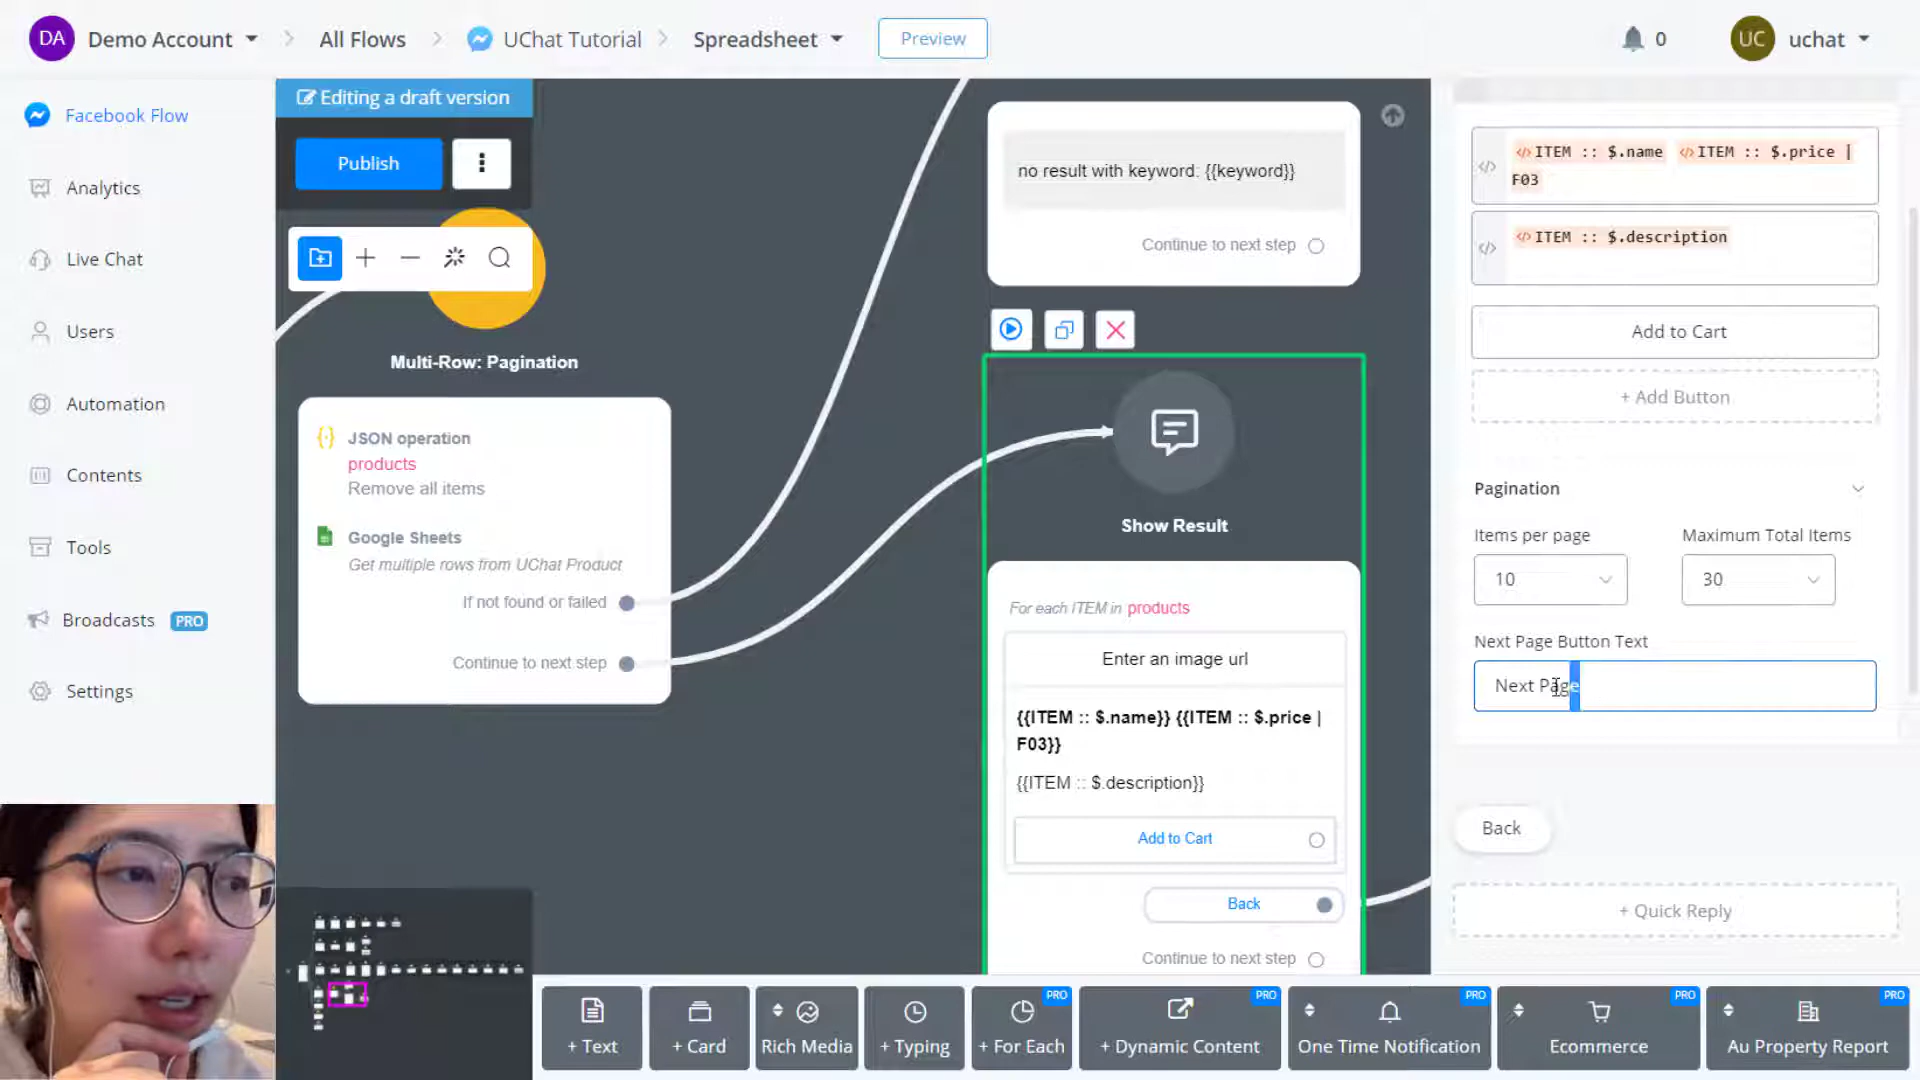 DA Demo Account All Flows UChat Tutorial Spreadsheet Preview 0 UC uchat
Facebook Flow
Analytics
Live Chat
Users
Automation
Contents
Tools
Broadcasts PRO
Settings
Editing a draft version
Publish
Multi-Row: Pagination
JSON operation
products
Remove all items
Google Sheets
Get multiple rows from UChat Product
If not found or failed
Continue to next step
no result with keyword: {{keyword}}
Continue to next step
Show Result
For each ITEM in products
Enter an image url
{{ITEM :: $.name}} {{ITEM :: $.price |
F03}}
{{ITEM :: $.description}}
Add to Cart
Back
Continue to next step
ITEM :: $.name ITEM :: $.price |
F03
ITEM :: $.description
Add to Cart
+ Add Button
Pagination
Items per page Maximum Total Items
10 30
Next Page Button Text
Next Page
Back
+ Quick Reply
+ Text
+ Card
Rich Media
+ Typing
PRO
+ For Each
PRO
+ Dynamic Content
PRO
One Time Notification
PRO
Ecommerce
PRO
Au Property Report